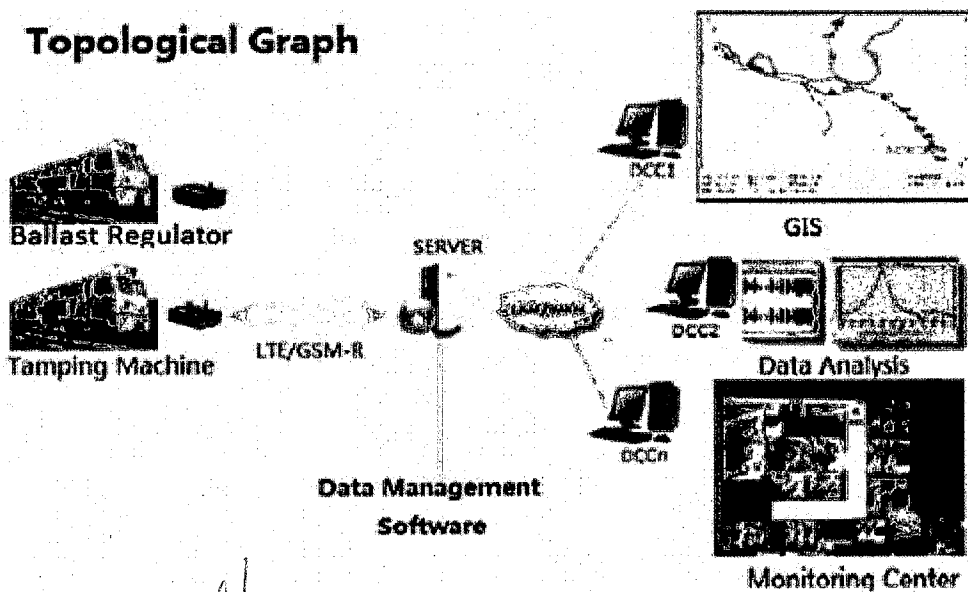 Topological Graph
Ballast Regulator
Tamping Machine
LTE/GSM-R
SERVER
Data Management
Software
DCC1
GIS
DCC2
Data Analysis
DCCn
Monitoring Center